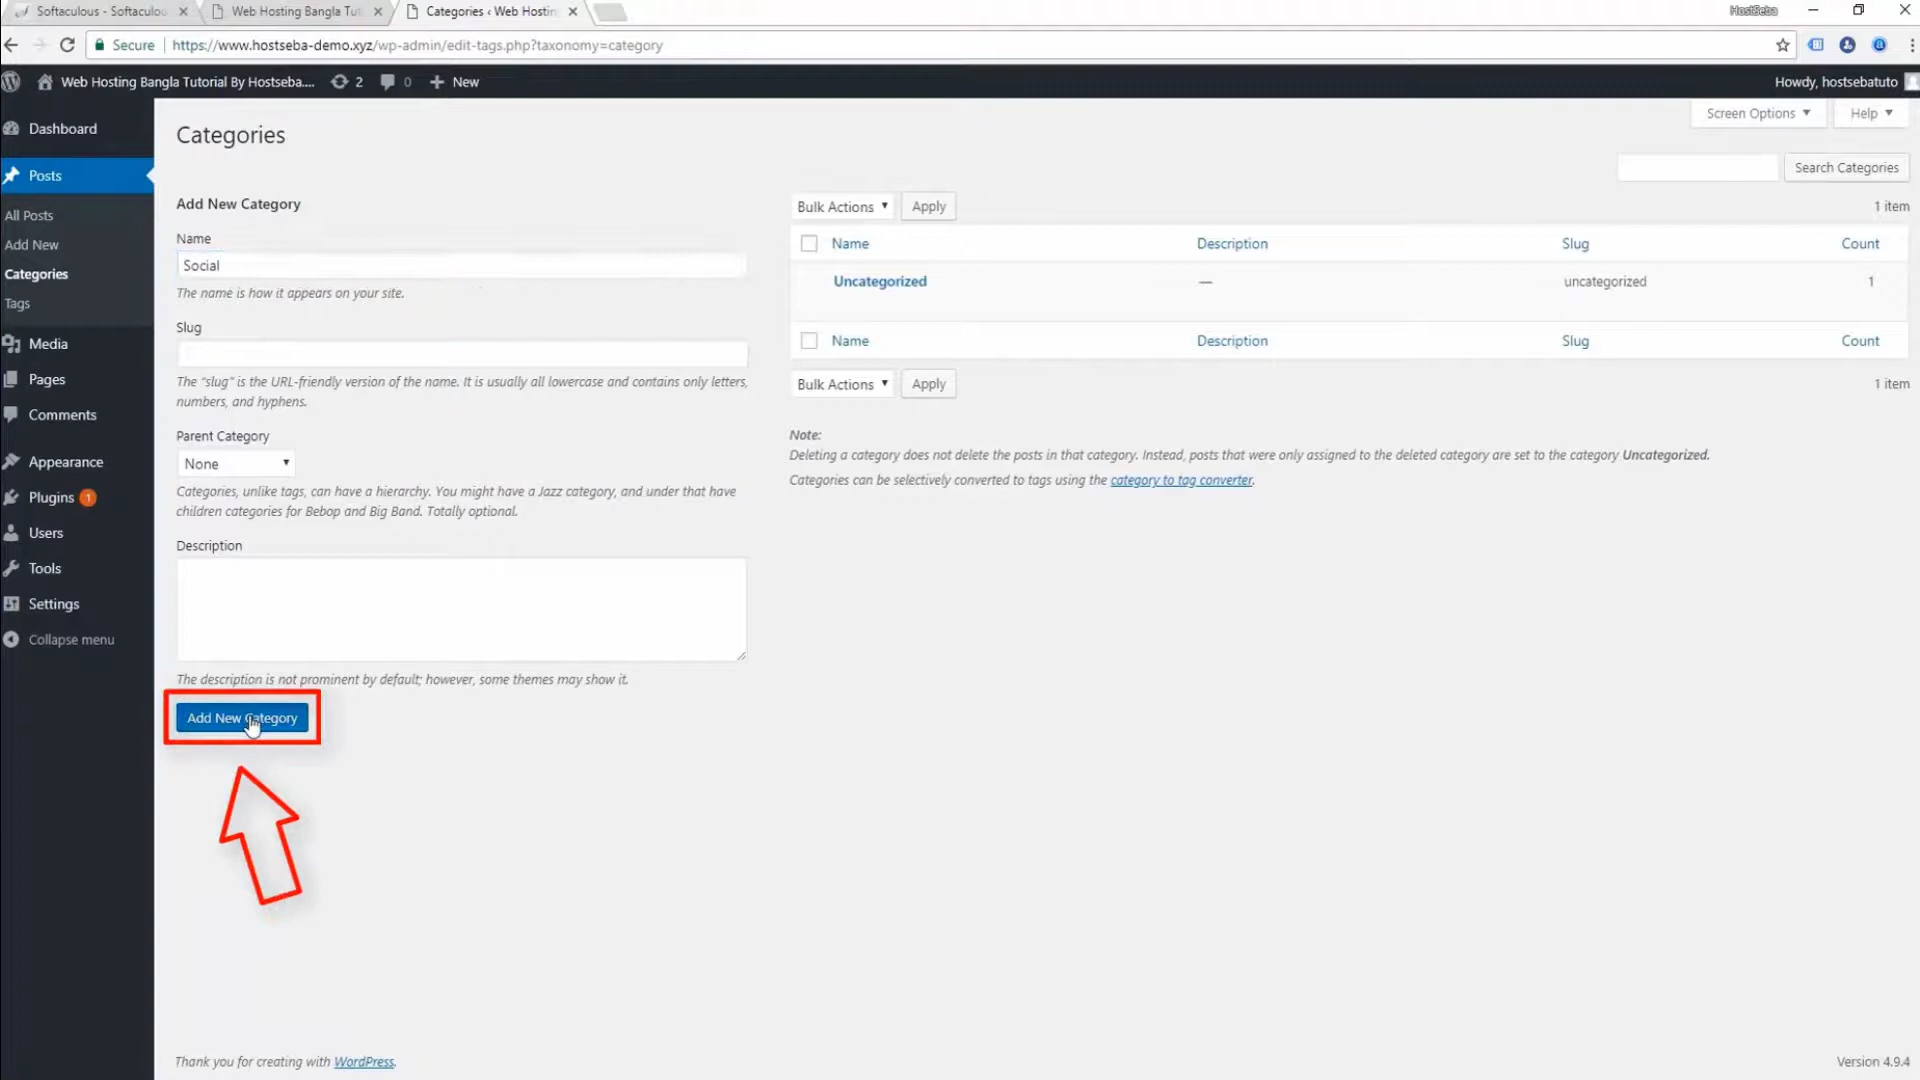 Softaculous - Softaculou
Web Hosting Bangla Tut
Categories ‹ Web Hostin
HostSeba
Secure
https://www.hostseba-demo.xyz/wp-admin/edit-tags.php?taxonomy=category
Web Hosting Bangla Tutorial By Hostseba....
2
0
New
Howdy, hostsebatuto
Screen Options
Help
Dashboard
Posts
All Posts
Add New
Categories
Tags
Media
Pages
Comments
Appearance
Plugins 1
Users
Tools
Settings
Collapse menu
Categories
Search Categories
Add New Category
Name
Social
The name is how it appears on your site.
Slug
The “slug” is the URL-friendly version of the name. It is usually all lowercase and contains only letters,
numbers, and hyphens.
Parent Category
None
Categories, unlike tags, can have a hierarchy. You might have a Jazz category, and under that have
children categories for Bebop and Big Band. Totally optional.
Description
The description is not prominent by default; however, some themes may show it.
Add New Category
Bulk Actions
Apply
1 item
Name Description Slug Count
Uncategorized — uncategorized 1
Name Description Slug Count
Bulk Actions
Apply
1 item
Note:
Deleting a category does not delete the posts in that category. Instead, posts that were only assigned to the deleted category are set to the category Uncategorized.
Categories can be selectively converted to tags using the category to tag converter.
Thank you for creating with WordPress.
Version 4.9.4